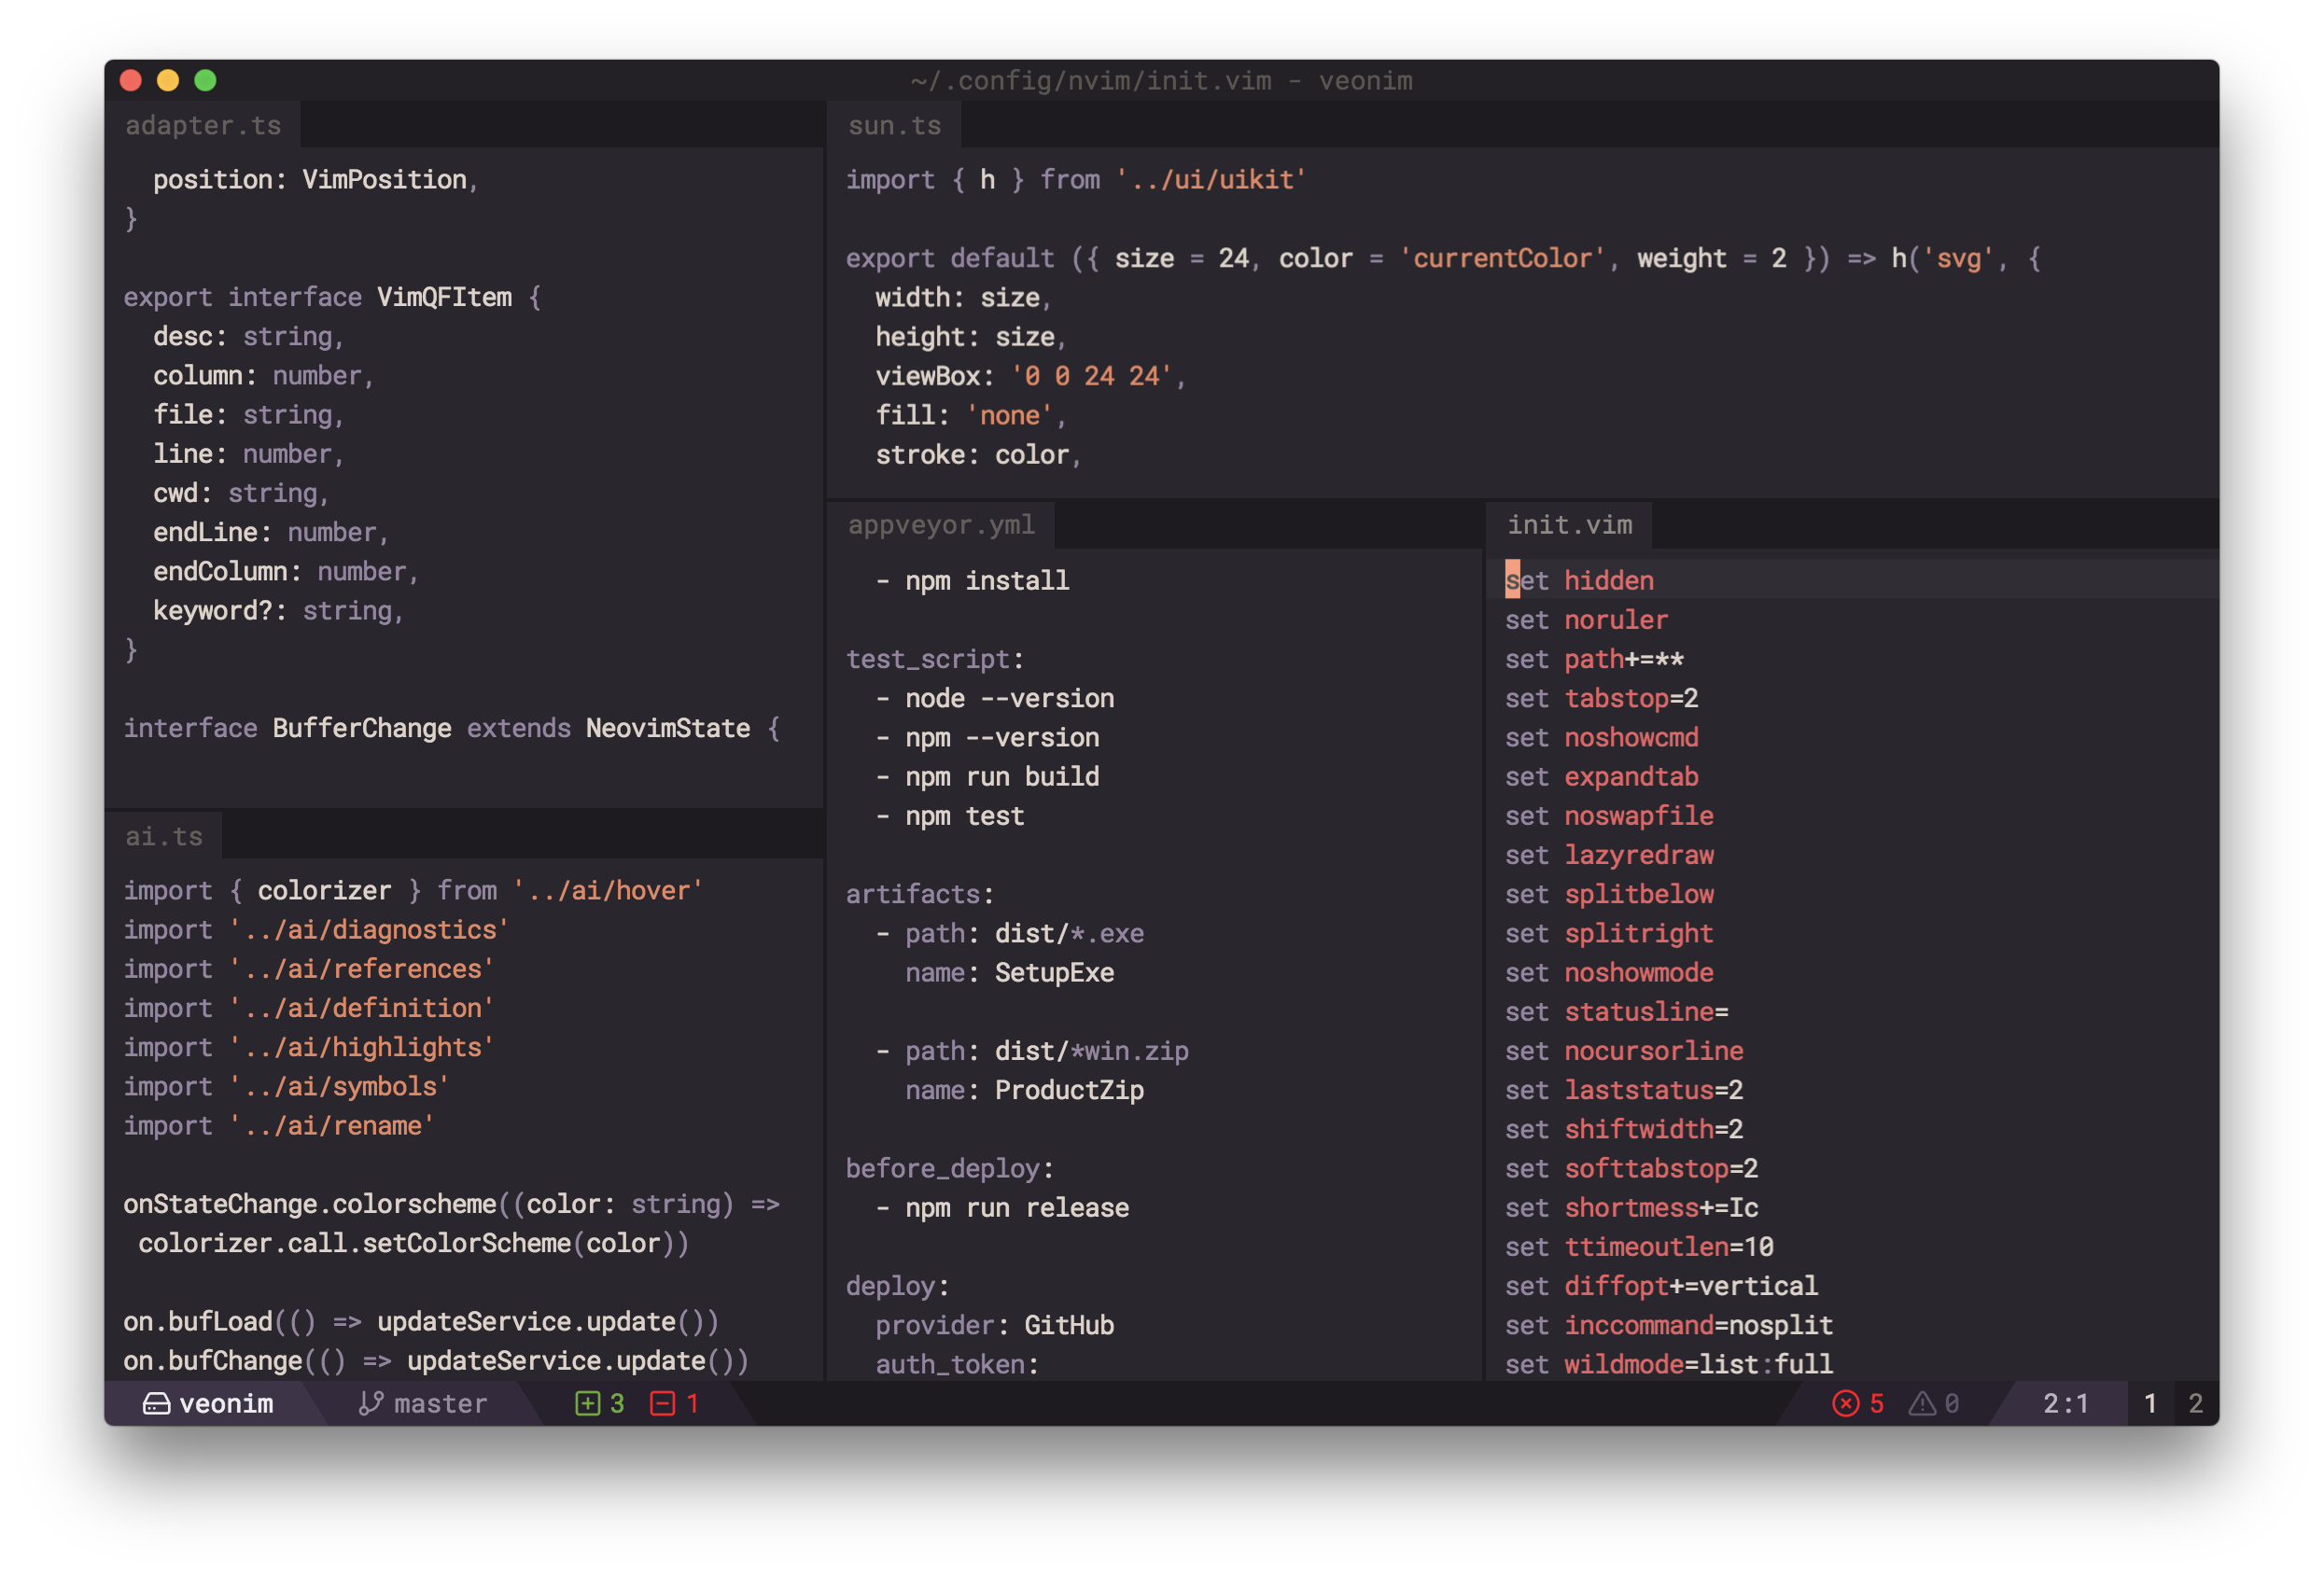 ~/.config/nvim/init.vim - veonim
adapter.ts
  position: VimPosition,
}

export interface VimQFItem {
  desc: string,
  column: number,
  file: string,
  line: number,
  cwd: string,
  endLine: number,
  endColumn: number,
  keyword?: string,
}

interface BufferChange extends NeovimState {
ai.ts
import { colorizer } from '../ai/hover'
import '../ai/diagnostics'
import '../ai/references'
import '../ai/definition'
import '../ai/highlights'
import '../ai/symbols'
import '../ai/rename'

onStateChange.colorscheme((color: string) =>
 colorizer.call.setColorScheme(color))

on.bufLoad(() => updateService.update())
on.bufChange(() => updateService.update())
sun.ts
import { h } from '../ui/uikit'

export default ({ size = 24, color = 'currentColor', weight = 2 }) => h('svg', {
  width: size,
  height: size,
  viewBox: '0 0 24 24',
  fill: 'none',
  stroke: color,
appveyor.yml
  - npm install

test_script:
  - node --version
  - npm --version
  - npm run build
  - npm test

artifacts:
  - path: dist/*.exe
    name: SetupExe

  - path: dist/*win.zip
    name: ProductZip

before_deploy:
  - npm run release

deploy:
  provider: GitHub
  auth_token:
init.vim
set hidden
set noruler
set path+=**
set tabstop=2
set noshowcmd
set expandtab
set noswapfile
set lazyredraw
set splitbelow
set splitright
set noshowmode
set statusline=
set nocursorline
set laststatus=2
set shiftwidth=2
set softtabstop=2
set shortmess+=Ic
set ttimeoutlen=10
set diffopt+=vertical
set inccommand=nosplit
set wildmode=list:full
veonim master 3 1 5 0 2:1 1 2